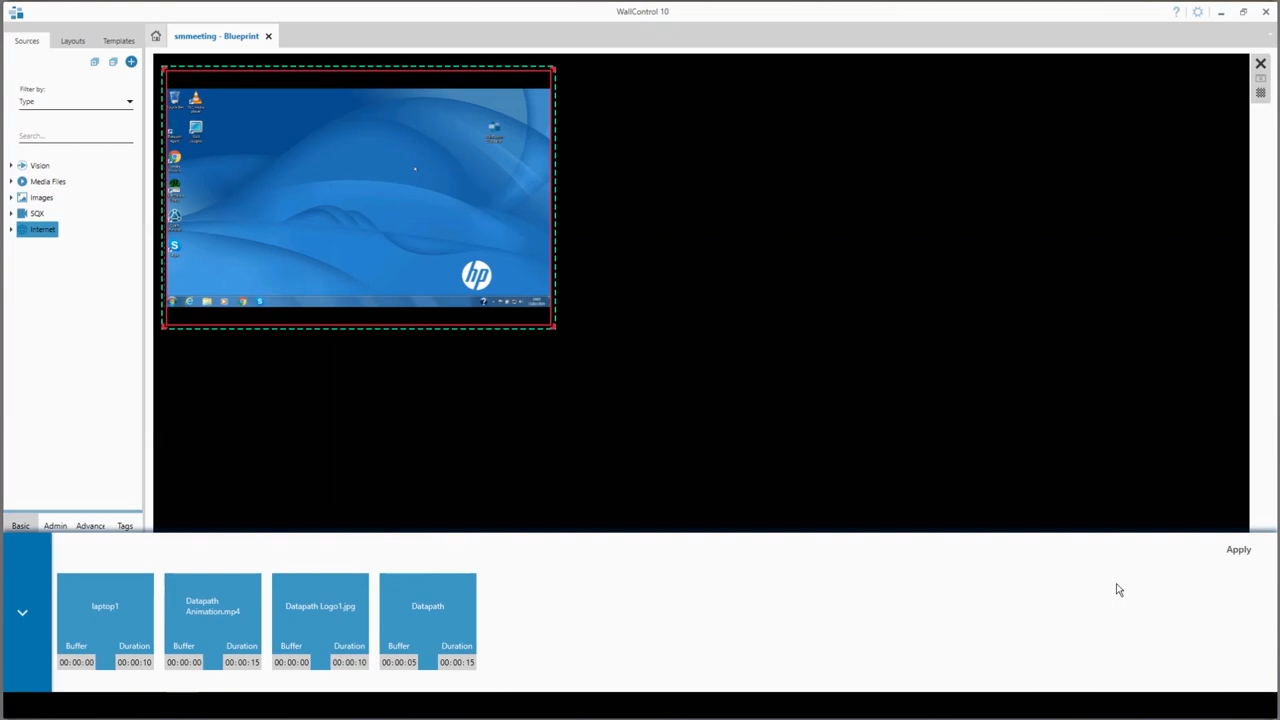 WallControl 10
?
Sources Layouts Templates
smmeeting - Blueprint
Filter by:
Type
Search...
Vision
Media Files
Images
SQX
Internet
hp
Basic Admin Advance Tags
Apply
laptop1
Buffer Duration
00:00:00 00:00:10
Datapath
Animation.mp4
Buffer Duration
00:00:00 00:00:15
Datapath Logo1.jpg
Buffer Duration
00:00:00 00:00:10
Datapath
Buffer Duration
00:00:05 00:00:15